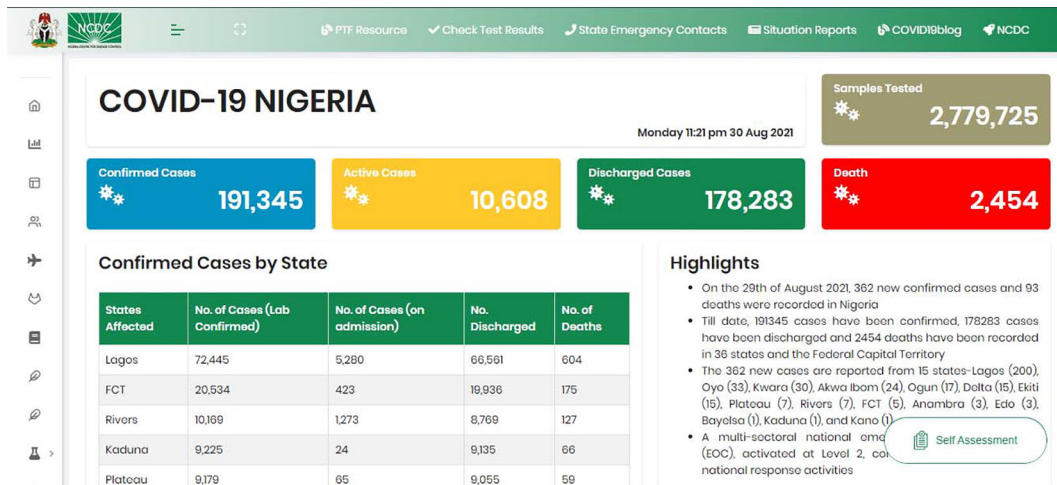 NCDC
NIGERIA CENTRE FOR DISEASE CONTROL
PTF Resource
Check Test Results
State Emergency Contacts
Situation Reports
COVID19blog
NCDC
COVID-19 NIGERIA
Monday 11:21 pm 30 Aug 2021
Samples Tested
2,779,725
Confirmed Cases
191,345
Active Cases
10,608
Discharged Cases
178,283
Death
2,454
Confirmed Cases by State
States Affected No. of Cases (Lab Confirmed) No. of Cases (on admission) No. Discharged No. of Deaths
Lagos 72,445 5,280 66,561 604
FCT 20,534 423 19,936 175
Rivers 10,169 1,273 8,769 127
Kaduna 9,225 24 9,135 66
Plateau 9,179 65 9,055 59
Highlights
On the 29th of August 2021, 362 new confirmed cases and 93
deaths were recorded in Nigeria
Till date, 191345 cases have been confirmed, 178283 cases
have been discharged and 2454 deaths have been recorded
in 36 states and the Federal Capital Territory
The 362 new cases are reported from 15 states-Lagos (200),
Oyo (33), Kwara (30), Akwa Ibom (24), Ogun (17), Delta (15), Ekiti
(15), Plateau (7), Rivers (7), FCT (5), Anambra (3), Edo (3),
Bayelsa (1), Kaduna (1), and Kano (1)
A multi-sectoral national eme
(EOC), activated at Level 2, co
national response activities
Self Assessment